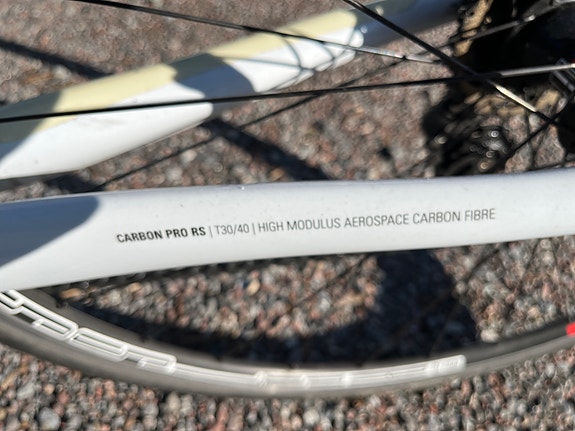 CARBON PRO RS | T30/40 | HIGH MODULUS AEROSPACE CARBON FIBRE